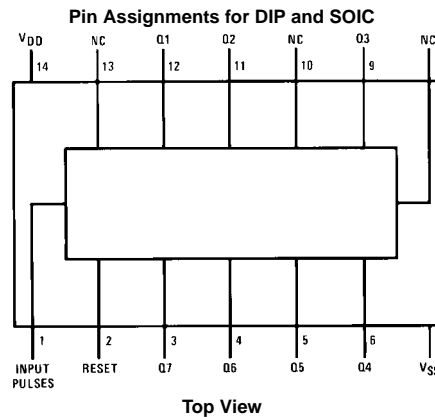 Pin Assignments for DIP and SOIC
VDD NC Q1 Q2 NC Q3 NC
14 13 12 11 10 9
1 2 3 4 5 6
INPUT PULSES RESET Q7 Q6 Q5 Q4
Top View